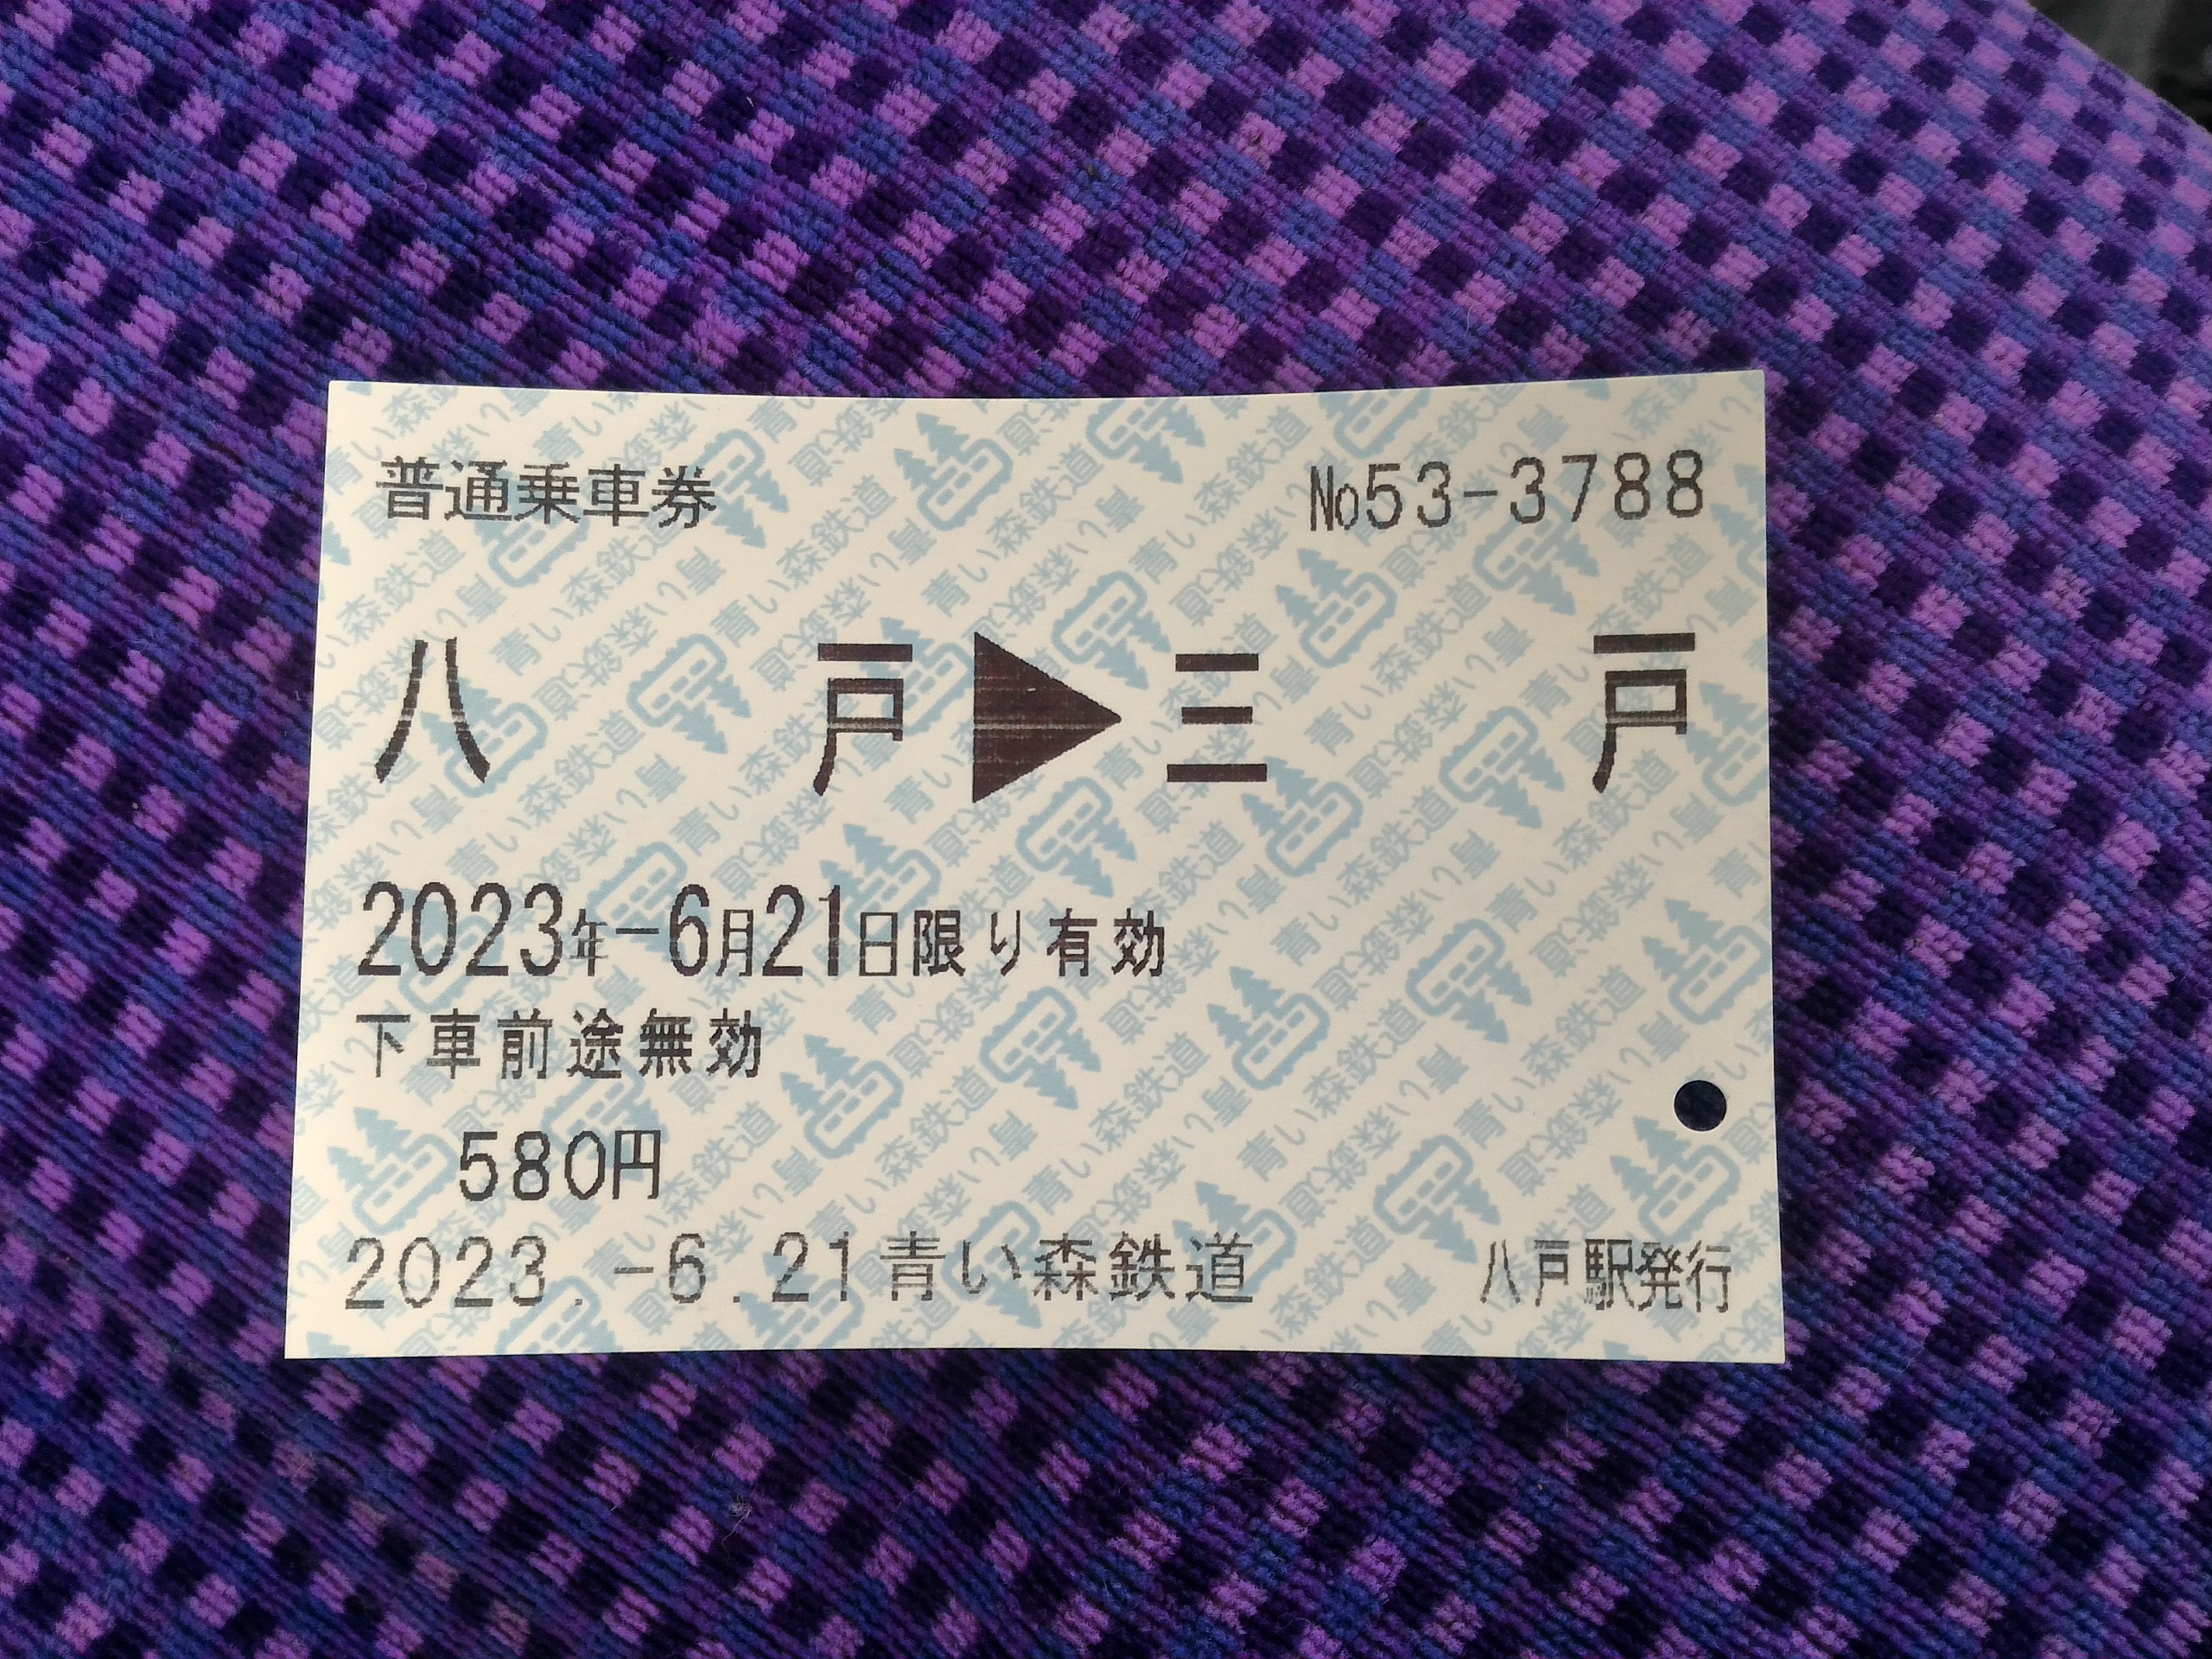 普通乗車券 №53-3788
八戸▶三戸
2023年-6月21日限り有効
下車前途無効
580円
2023.-6.21青い森鉄道 八戸駅発行